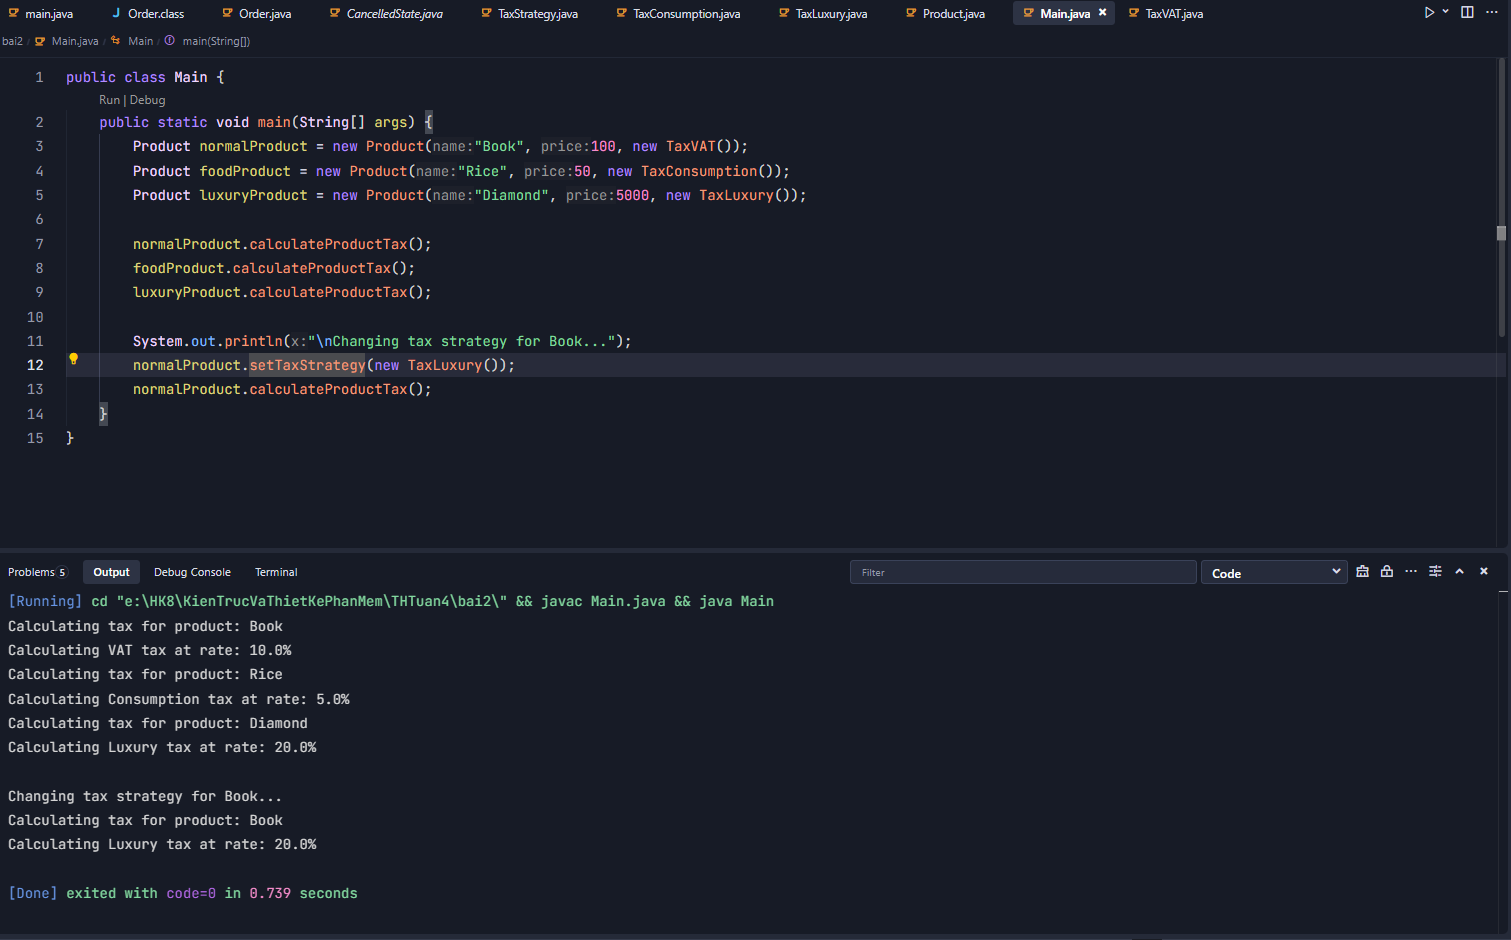 main.java Order.class Order.java CancelledState.java TaxStrategy.java TaxConsumption.java TaxLuxury.java Product.java Main.java TaxVAT.java
bai2 / Main.java / Main / main(String[])
1 public class Main {
Run | Debug
2 public static void main(String[] args) {
3 Product normalProduct = new Product(name:"Book", price:100, new TaxVAT());
4 Product foodProduct = new Product(name:"Rice", price:50, new TaxConsumption());
5 Product luxuryProduct = new Product(name:"Diamond", price:5000, new TaxLuxury());
6
7 normalProduct.calculateProductTax();
8 foodProduct.calculateProductTax();
9 luxuryProduct.calculateProductTax();
10
11 System.out.println(x:"\nChanging tax strategy for Book...");
12 normalProduct.setTaxStrategy(new TaxLuxury());
13 normalProduct.calculateProductTax();
14 }
15 }
Problems 5 Output Debug Console Terminal Filter Code
[Running] cd "e:\HK8\KienTrucVaThietKePhanMem\THTuan4\bai2\" && javac Main.java && java Main
Calculating tax for product: Book
Calculating VAT tax at rate: 10.0%
Calculating tax for product: Rice
Calculating Consumption tax at rate: 5.0%
Calculating tax for product: Diamond
Calculating Luxury tax at rate: 20.0%
Changing tax strategy for Book...
Calculating tax for product: Book
Calculating Luxury tax at rate: 20.0%
[Done] exited with code=0 in 0.739 seconds